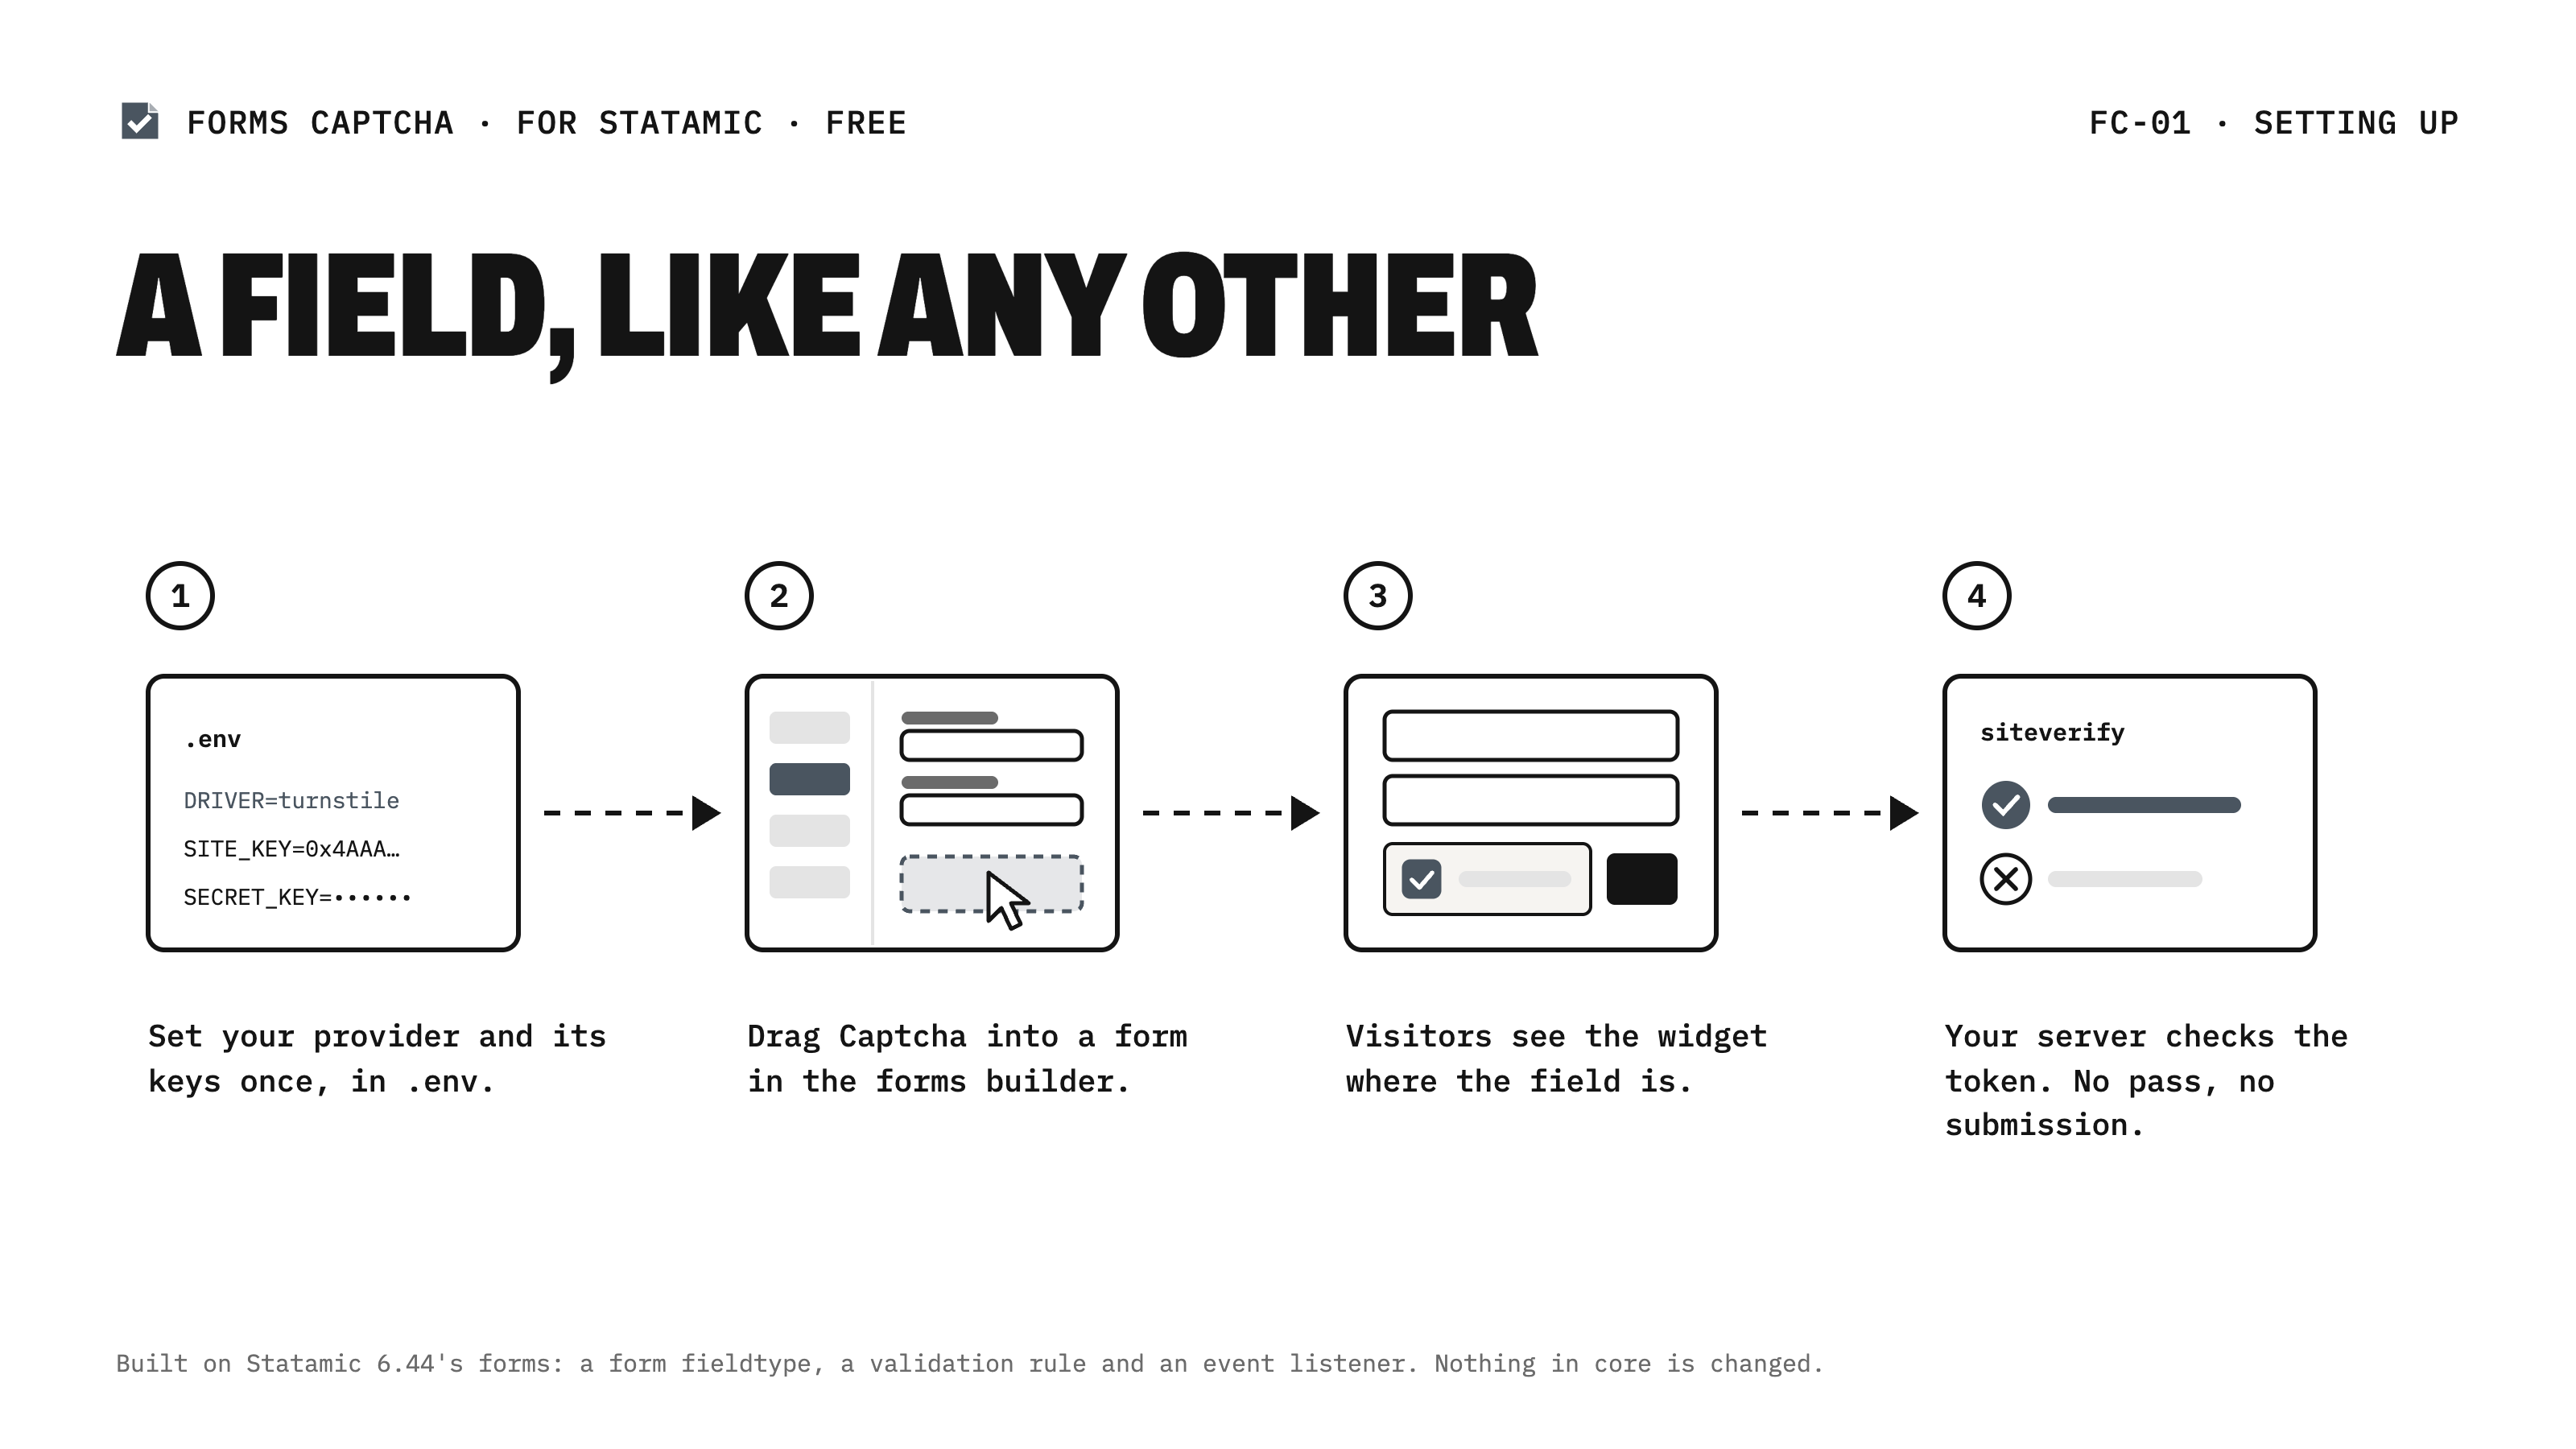 FORMS CAPTCHA · FOR STATAMIC · FREE
FC-01 · SETTING UP
A FIELD, LIKE ANY OTHER
1
.env
DRIVER=turnstile
SITE_KEY=0x4AAA…
SECRET_KEY=••••••
Set your provider and its
keys once, in .env.
2
Drag Captcha into a form
in the forms builder.
3
Visitors see the widget
where the field is.
4
siteverify
Your server checks the
token. No pass, no
submission.
Built on Statamic 6.44's forms: a form fieldtype, a validation rule and an event listener. Nothing in core is changed.